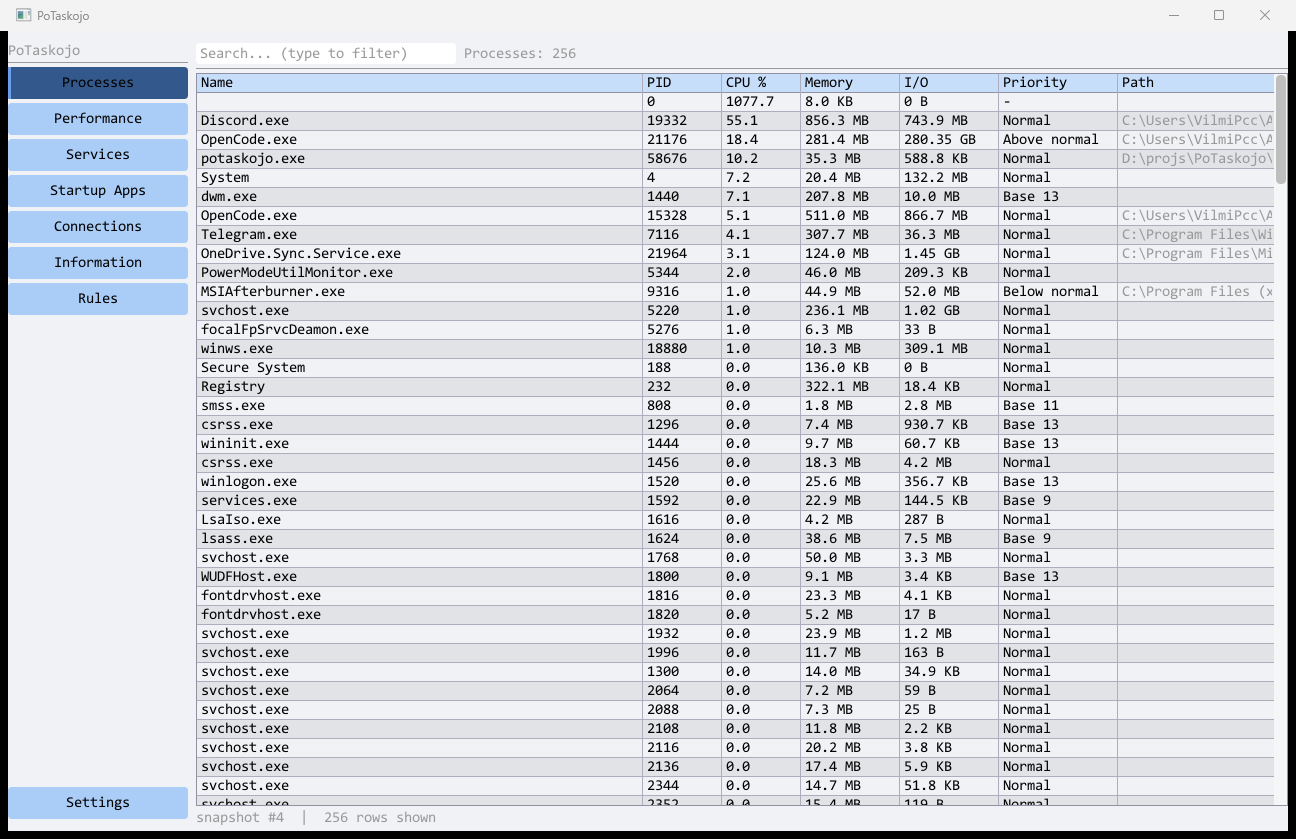 PoTaskojo
PoTaskojo
Search... (type to filter) Processes: 256
Processes
Performance
Services
Startup Apps
Connections
Information
Rules
Settings
Name PID CPU % Memory I/O Priority Path
0 1077.7 8.0 KB 0 B -
Discord.exe 19332 55.1 856.3 MB 743.9 MB Normal C:\Users\VilmiPcc\A
OpenCode.exe 21176 18.4 281.4 MB 280.35 GB Above normal C:\Users\VilmiPcc\A
potaskojo.exe 58676 10.2 35.3 MB 588.8 KB Normal D:\projs\PoTaskojo\
System 4 7.2 20.4 MB 132.2 MB Normal
dwm.exe 1440 7.1 207.8 MB 10.0 MB Base 13
OpenCode.exe 15328 5.1 511.0 MB 866.7 MB Normal C:\Users\VilmiPcc\A
Telegram.exe 7116 4.1 307.7 MB 36.3 MB Normal C:\Program Files\Wi
OneDrive.Sync.Service.exe 21964 3.1 124.0 MB 1.45 GB Normal C:\Program Files\Mi
PowerModeUtilMonitor.exe 5344 2.0 46.0 MB 209.3 KB Normal
MSIAfterburner.exe 9316 1.0 44.9 MB 52.0 MB Below normal C:\Program Files (x
svchost.exe 5220 1.0 236.1 MB 1.02 GB Normal
focalFpSrvcDeamon.exe 5276 1.0 6.3 MB 33 B Normal
winws.exe 18880 1.0 10.3 MB 309.1 MB Normal
Secure System 188 0.0 136.0 KB 0 B Normal
Registry 232 0.0 322.1 MB 18.4 KB Normal
smss.exe 808 0.0 1.8 MB 2.8 MB Base 11
csrss.exe 1296 0.0 7.4 MB 930.7 KB Base 13
wininit.exe 1444 0.0 9.7 MB 60.7 KB Base 13
csrss.exe 1456 0.0 18.3 MB 4.2 MB Normal
winlogon.exe 1520 0.0 25.6 MB 356.7 KB Base 13
services.exe 1592 0.0 22.9 MB 144.5 KB Base 9
LsaIso.exe 1616 0.0 4.2 MB 287 B Normal
lsass.exe 1624 0.0 38.6 MB 7.5 MB Base 9
svchost.exe 1768 0.0 50.0 MB 3.3 MB Normal
WUDFHost.exe 1800 0.0 9.1 MB 3.4 KB Base 13
fontdrvhost.exe 1816 0.0 23.3 MB 4.1 KB Normal
fontdrvhost.exe 1820 0.0 5.2 MB 17 B Normal
svchost.exe 1932 0.0 23.9 MB 1.2 MB Normal
svchost.exe 1996 0.0 11.7 MB 163 B Normal
svchost.exe 1300 0.0 14.0 MB 34.9 KB Normal
svchost.exe 2064 0.0 7.2 MB 59 B Normal
svchost.exe 2088 0.0 7.3 MB 25 B Normal
svchost.exe 2108 0.0 11.8 MB 2.2 KB Normal
svchost.exe 2116 0.0 20.2 MB 3.8 KB Normal
svchost.exe 2136 0.0 17.4 MB 5.9 KB Normal
svchost.exe 2344 0.0 14.7 MB 51.8 KB Normal
svchost.exe 2352 0.0 15.4 MB 119 B Normal
snapshot #4 | 256 rows shown